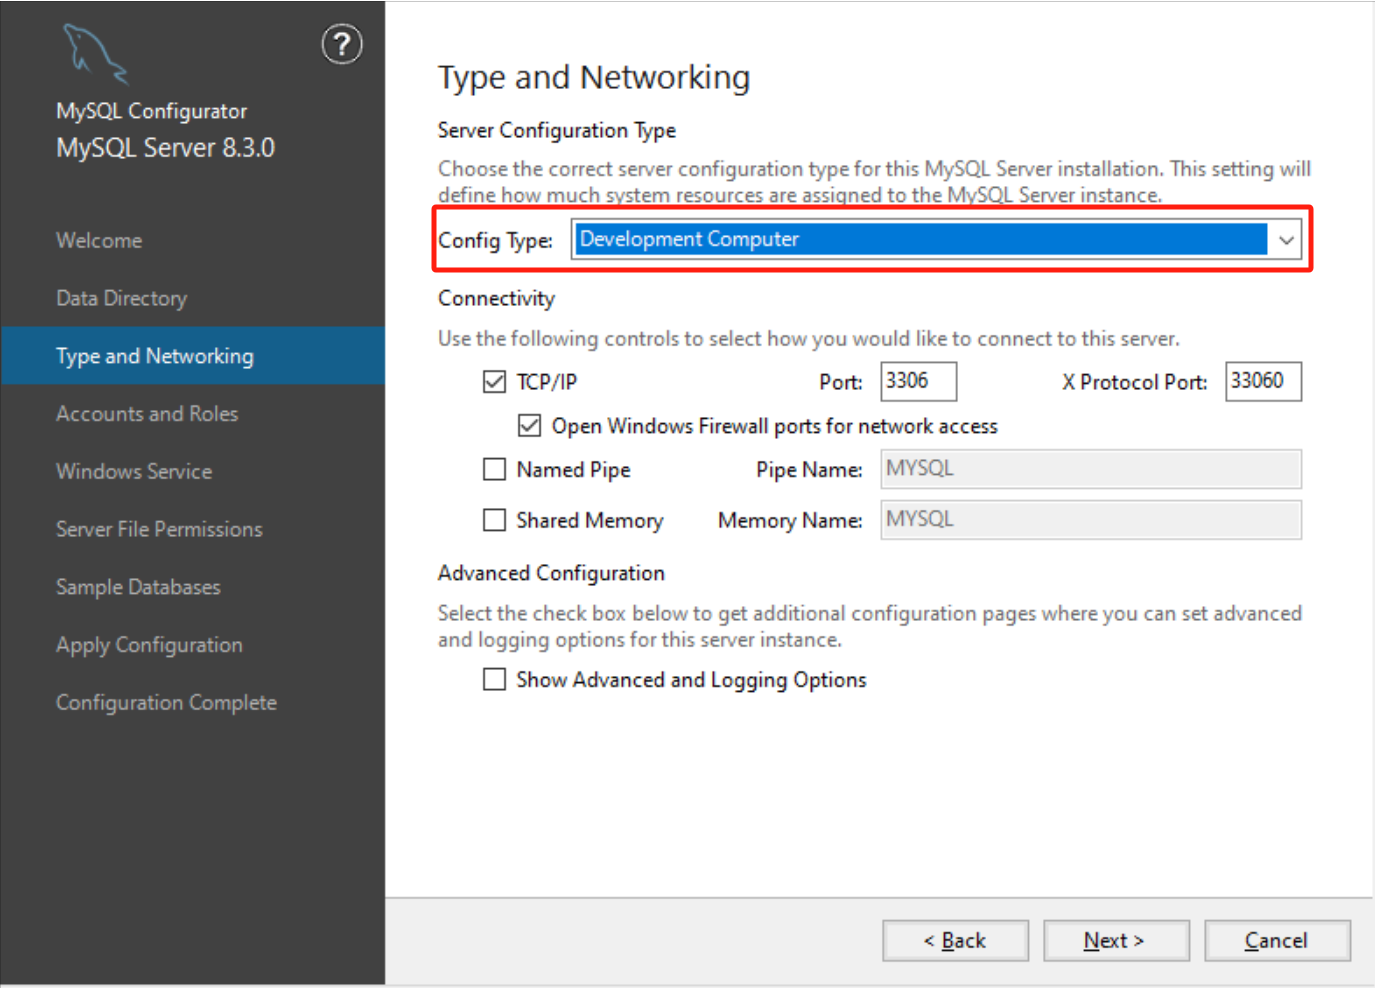 ?
MySQL Configurator
MySQL Server 8.3.0
Welcome
Data Directory
Type and Networking
Accounts and Roles
Windows Service
Server File Permissions
Sample Databases
Apply Configuration
Configuration Complete
Type and Networking
Server Configuration Type
Choose the correct server configuration type for this MySQL Server installation. This setting will
define how much system resources are assigned to the MySQL Server instance.
Config Type: Development Computer
Connectivity
Use the following controls to select how you would like to connect to this server.
TCP/IP Port: 3306 X Protocol Port: 33060
Open Windows Firewall ports for network access
Named Pipe Pipe Name: MYSQL
Shared Memory Memory Name: MYSQL
Advanced Configuration
Select the check box below to get additional configuration pages where you can set advanced
and logging options for this server instance.
Show Advanced and Logging Options
< Back Next > Cancel